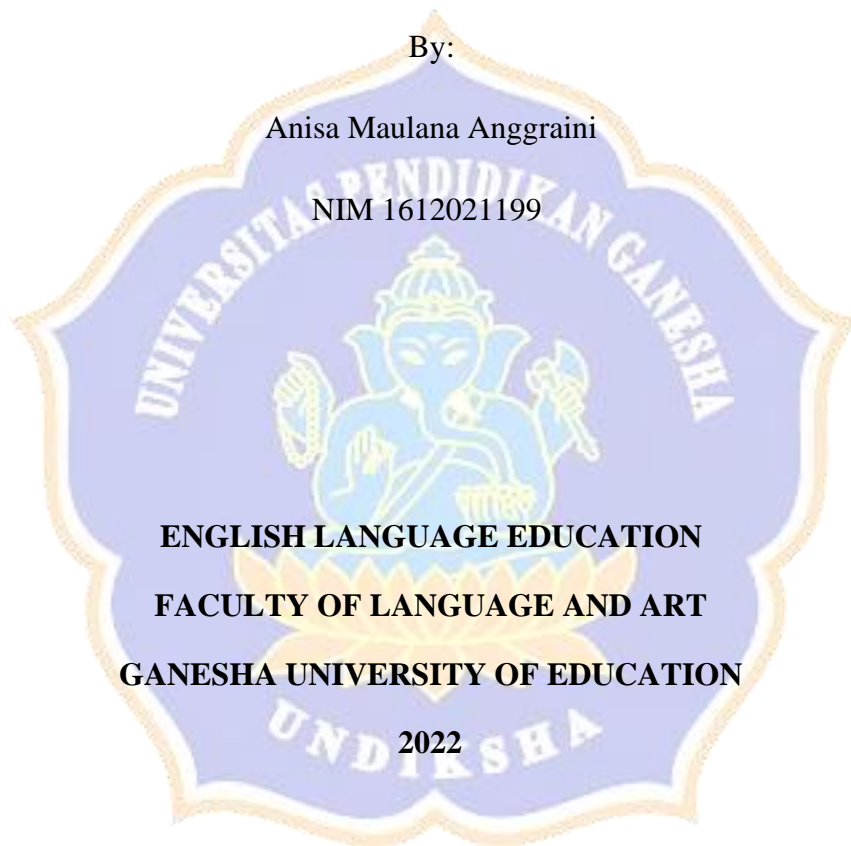 By:
Anisa Maulana Anggraini
NIM 1612021199
UNIVERSITAS PENDIDIKAN GANESHA
ENGLISH LANGUAGE EDUCATION
FACULTY OF LANGUAGE AND ART
GANESHA UNIVERSITY OF EDUCATION
2022
UNDIKSHA